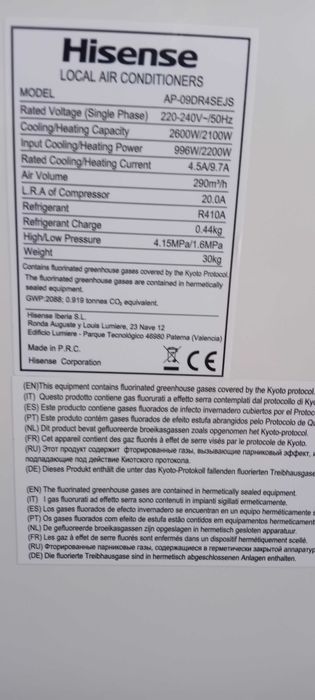 Hisense
LOCAL AIR CONDITIONERS
MODEL AP-09DR4SEJS
Rated Voltage (Single Phase) 220-240V~/50Hz
Cooling/Heating Capacity 2600W/2100W
Input Cooling/Heating Power 996W/2200W
Rated Cooling/Heating Current 4.5A/9.7A
Air Volume 290m³/h
L.R.A of Compressor 20.0A
Refrigerant R410A
Refrigerant Charge 0.44kg
High/Low Pressure 4.15MPa/1.6MPa
Weight 30kg
Contains fluorinated greenhouse gases covered by the Kyoto Protocol.
The fluorinated greenhouse gases are contained in hermetically
sealed equipment.
GWP:2088; 0.919 tonnes CO₂ equivalent.
Hisense Iberia S.L.
Ronda Auguste y Louis Lumiere, 23 Nave 12
Edificio Lumiere - Parque Tecnológico 46980 Paterna (Valencia)
Made in P.R.C.
Hisense Corporation
CE
(EN)This equipment contains fluorinated greenhouse gases covered by the Kyoto protocol.
(IT) Questo prodotto contiene gas fluorurati a effetto serra contemplati dal protocollo di Ky
(ES) Este producto contiene gases fluorados de efecto invernadero cubiertos por el Protoc
(PT) Este produto contém gases fluorados de efeito estufa abrangidos pelo Protocolo de Qu
(NL) Dit product bevat gefluoreerde broeikasgassen zoals opgenomen het Kyoto-protocol.
(FR) Cet appareil contient des gaz fluorés à effet de serre visés par le protocole de Kyoto.
(RU) Этот продукт содержит фторированные газы, вызывающие парниковый эффект,
подпадающие под действие Киотского протокола.
(DE) Dieses Produkt enthält die unter das Kyoto-Protokoll fallenden fluorierten Treibhausgase
(EN) The fluorinated greenhouse gases are contained in hermetically sealed equipment.
(IT) I gas fluorurati ad effetto serra sono contenuti in impianti sigillati ermeticamente.
(ES) Los gases fluorados de efecto invernadero se encuentran en un equipo herméticamente s
(PT) Os gases fluorados com efeito de estufa estão contidos em equipamentos hermeticament
(NL) De gefluoreerde broeikasgassen zijn opgeslagen in hermetisch gesloten apparatuur.
(FR) Les gaz à effet de serre fluorés sont enfermés dans un dispositif hermétiquement scellé.
(RU) Фторированные парниковые газы, содержащиеся в герметически закрытой аппаратур
(DE) Die fluorierte Treibhausgase sind in hermetisch abgeschlossenen Anlagen enthalten.